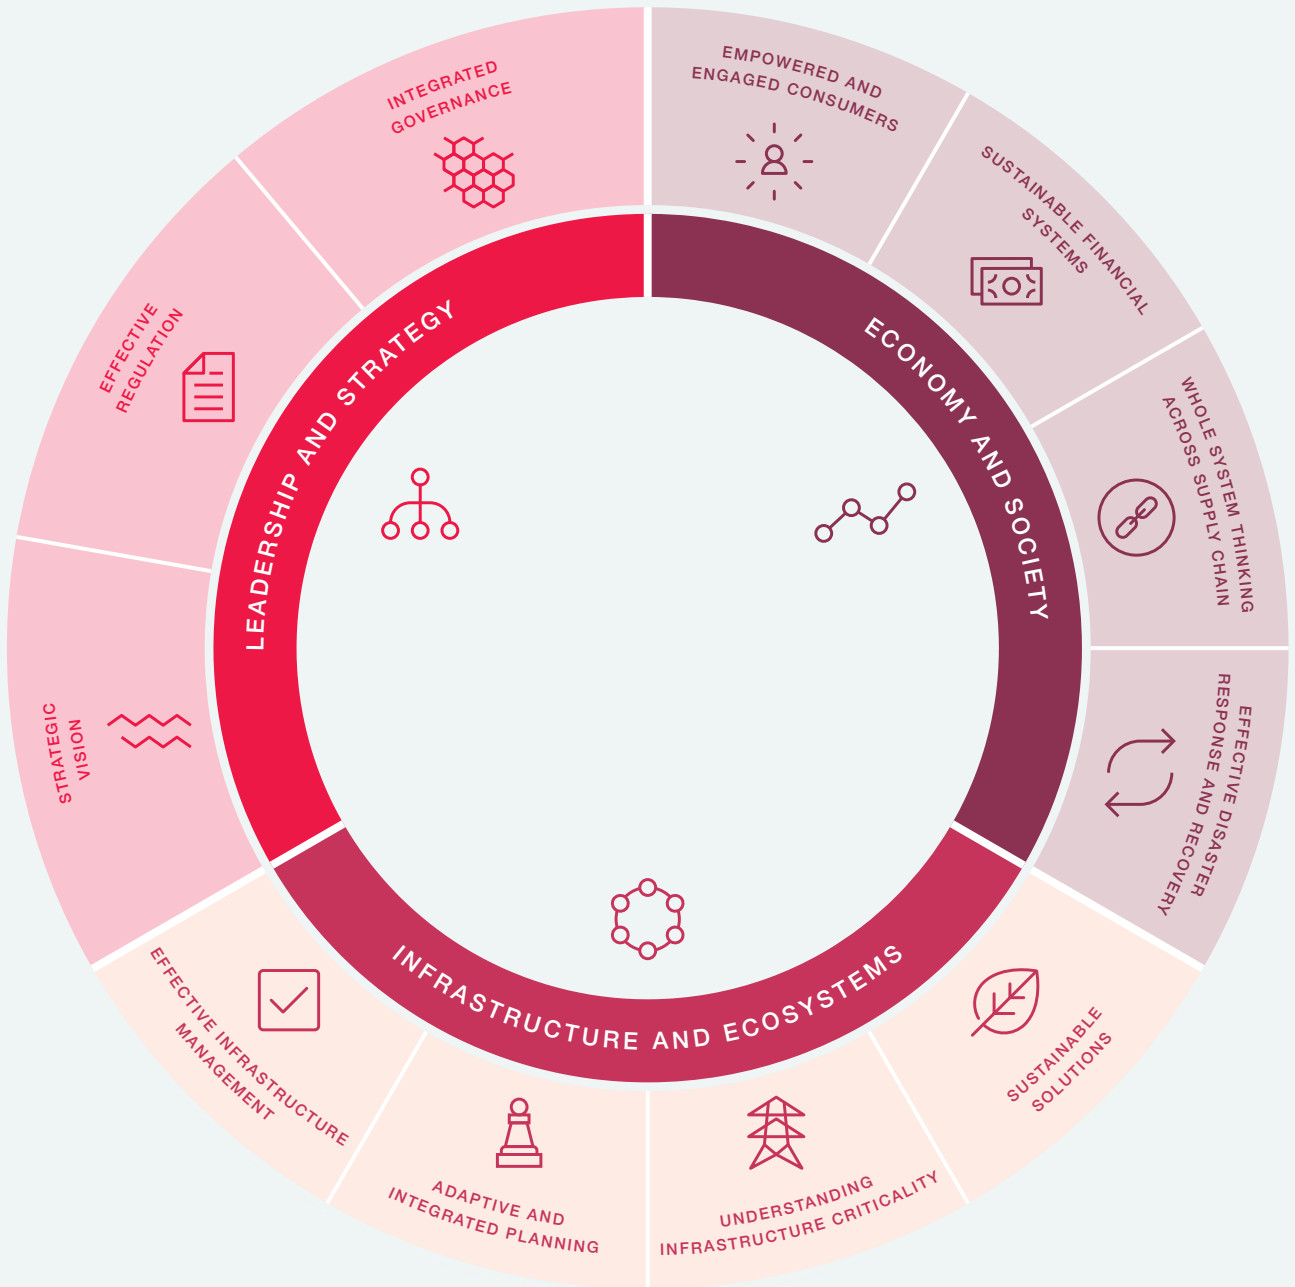 INTEGRATED
GOVERNANCE
EMPOWERED AND
ENGAGED CONSUMERS
SUSTAINABLE FINANCIAL
SYSTEMS
WHOLE SYSTEM THINKING
ACROSS SUPPLY CHAIN
EFFECTIVE DISASTER
RESPONSE AND RECOVERY
SUSTAINABLE
SOLUTIONS
UNDERSTANDING
INFRASTRUCTURE CRITICALITY
ADAPTIVE AND
INTEGRATED PLANNING
EFFECTIVE INFRASTRUCTURE
MANAGEMENT
STRATEGIC
VISION
EFFECTIVE
REGULATION
LEADERSHIP AND STRATEGY
ECONOMY AND SOCIETY
INFRASTRUCTURE AND ECOSYSTEMS